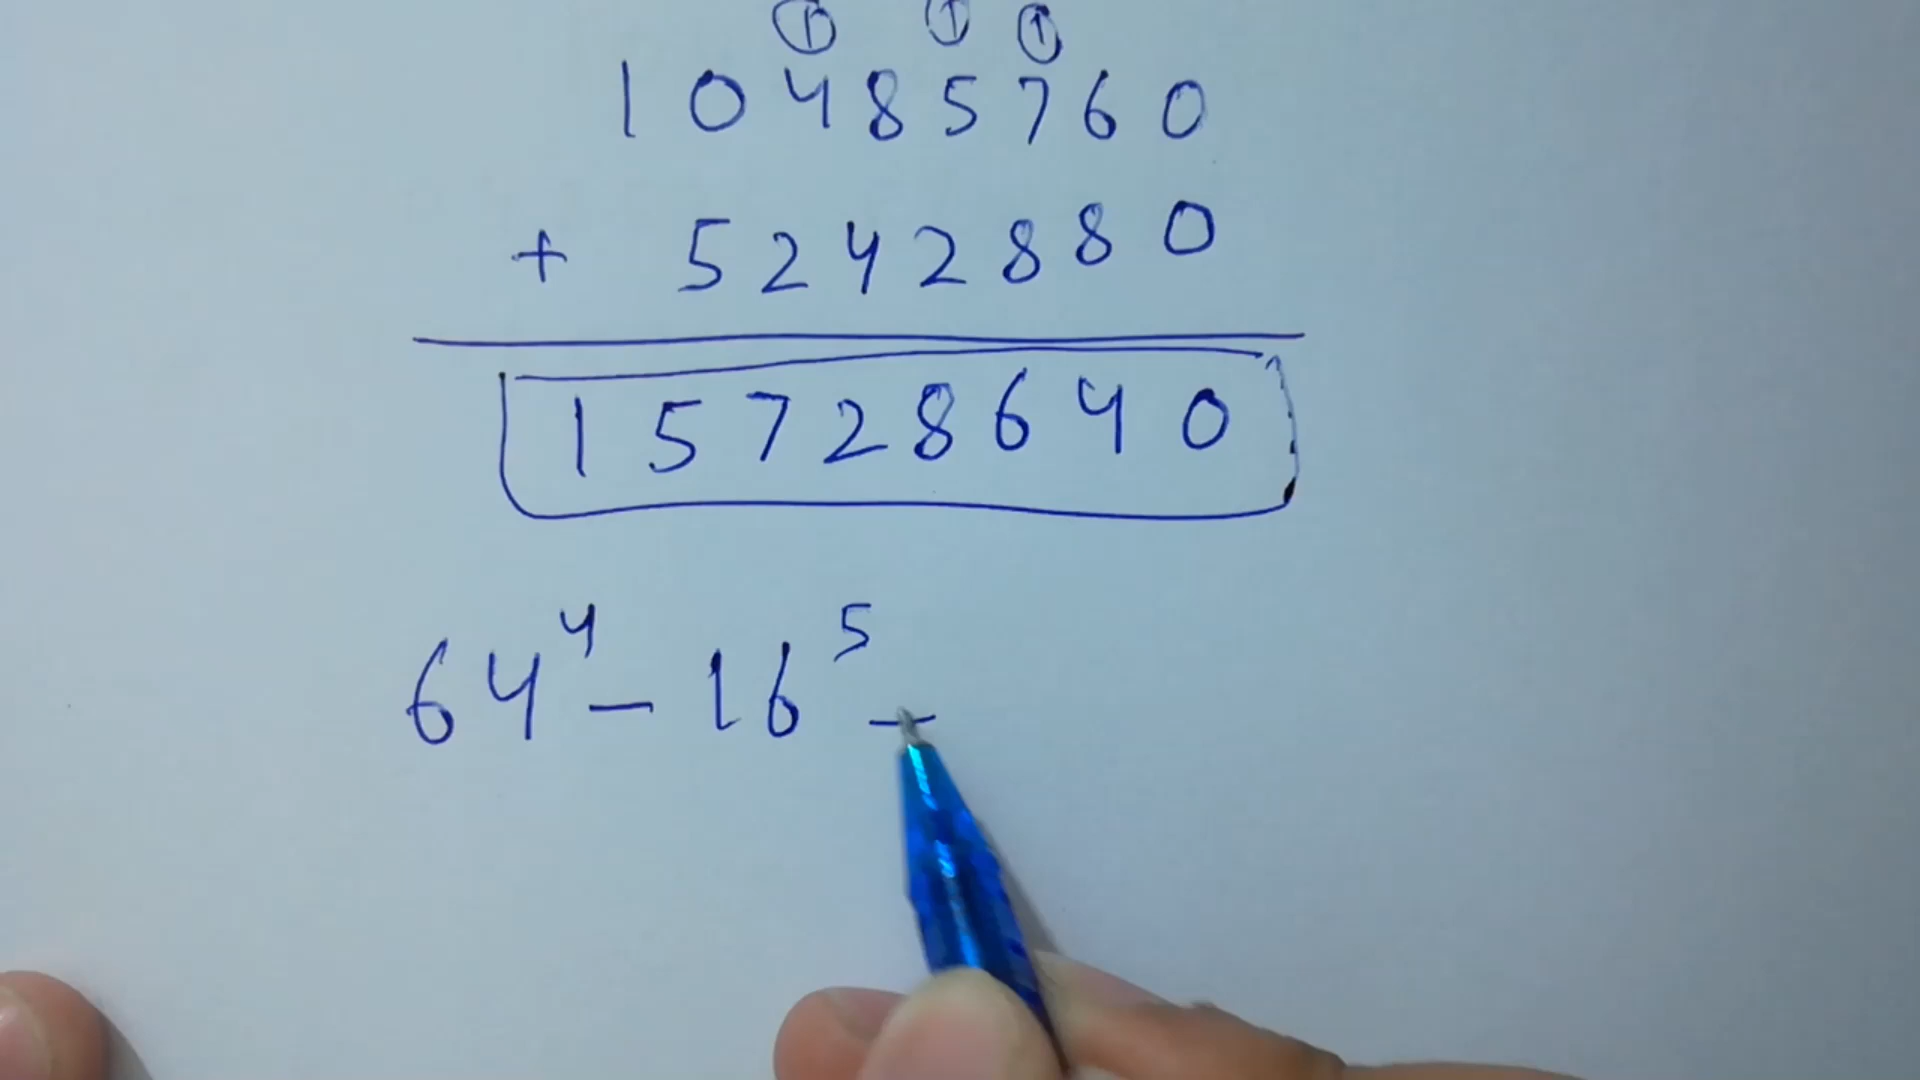 ① ① ①
10485760
+ 5242880
15728640
64⁴ - 16⁵ -